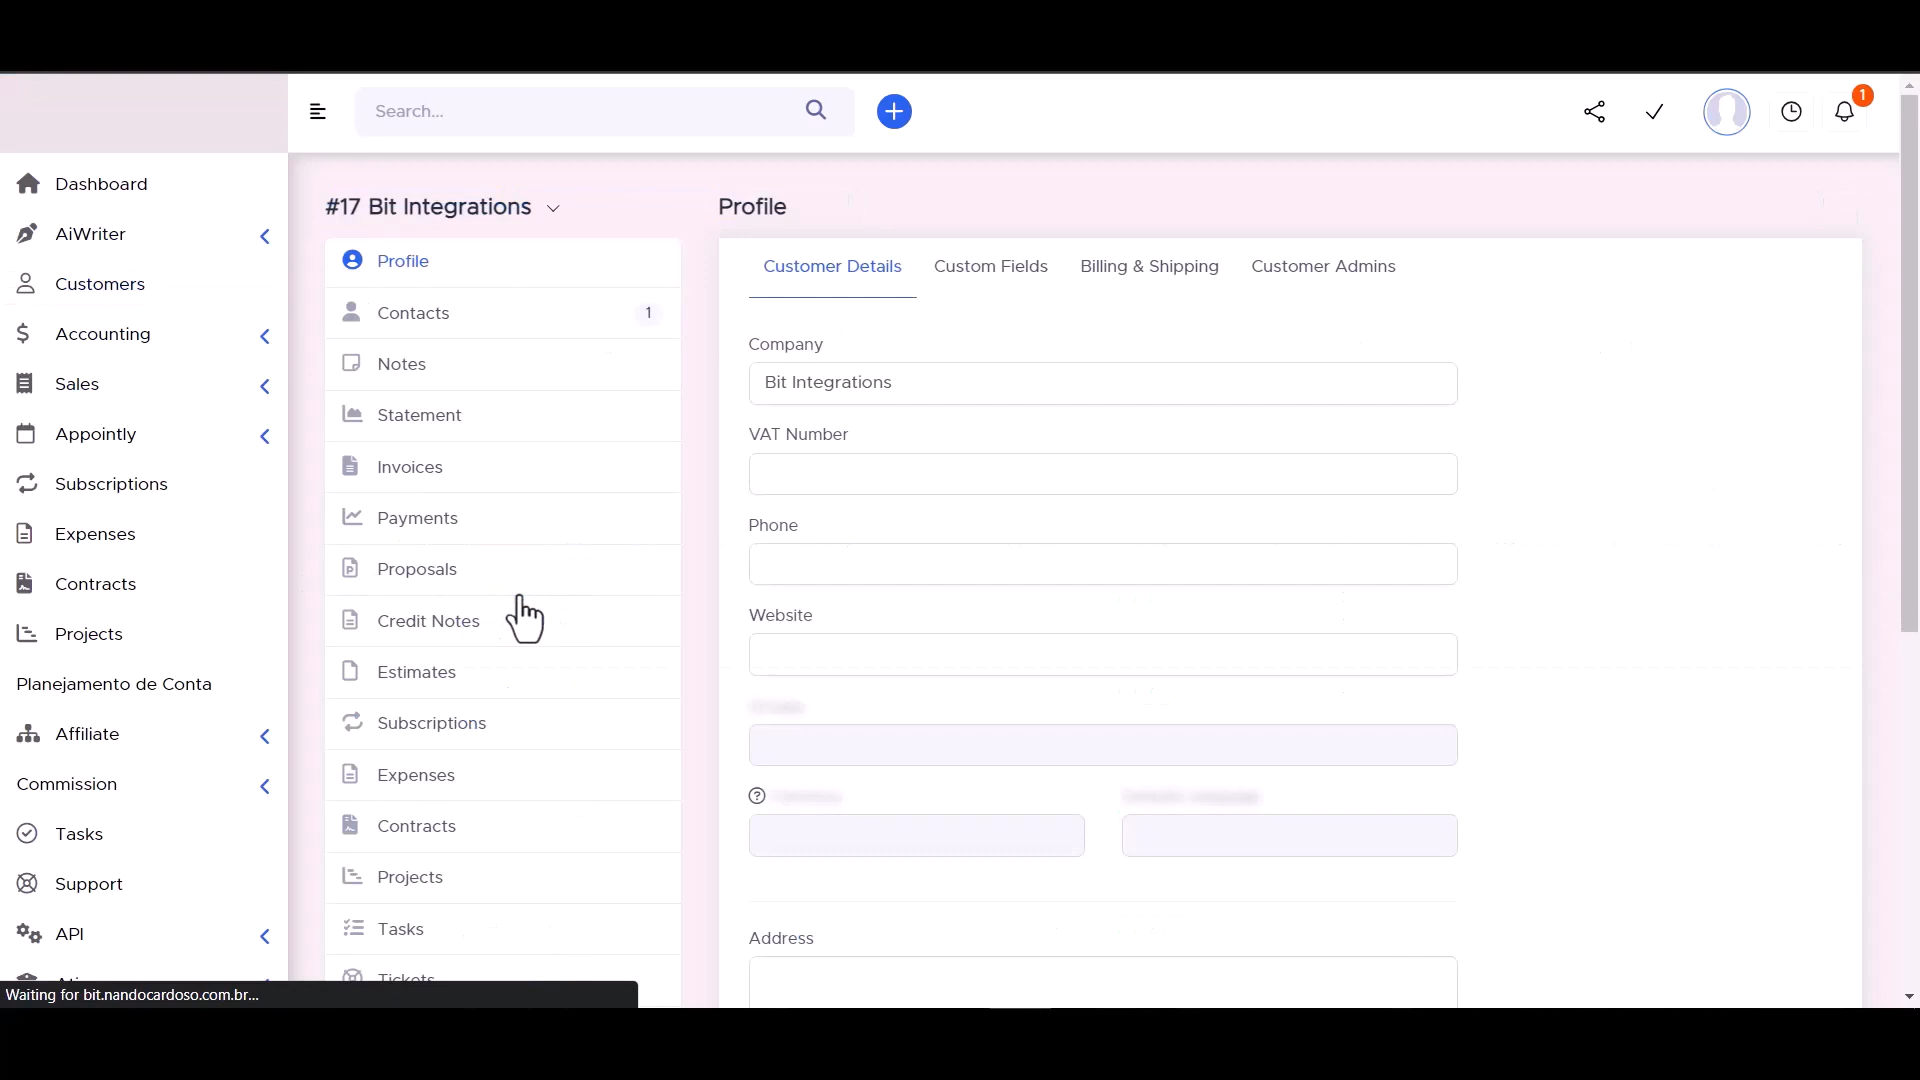 Search...
1
Dashboard
AiWriter
Customers
Accounting
Sales
Appointly
Subscriptions
Expenses
Contracts
Projects
Planejamento de Conta
Affiliate
Commission
Tasks
Support
API
#17 Bit Integrations
Profile
Contacts 1
Notes
Statement
Invoices
Payments
Proposals
Credit Notes
Estimates
Subscriptions
Expenses
Contracts
Projects
Tasks
Tickets
Profile
Customer Details Custom Fields Billing & Shipping Customer Admins
Company
Bit Integrations
VAT Number
Phone
Website
Address
Waiting for bit.nandocardoso.com.br...